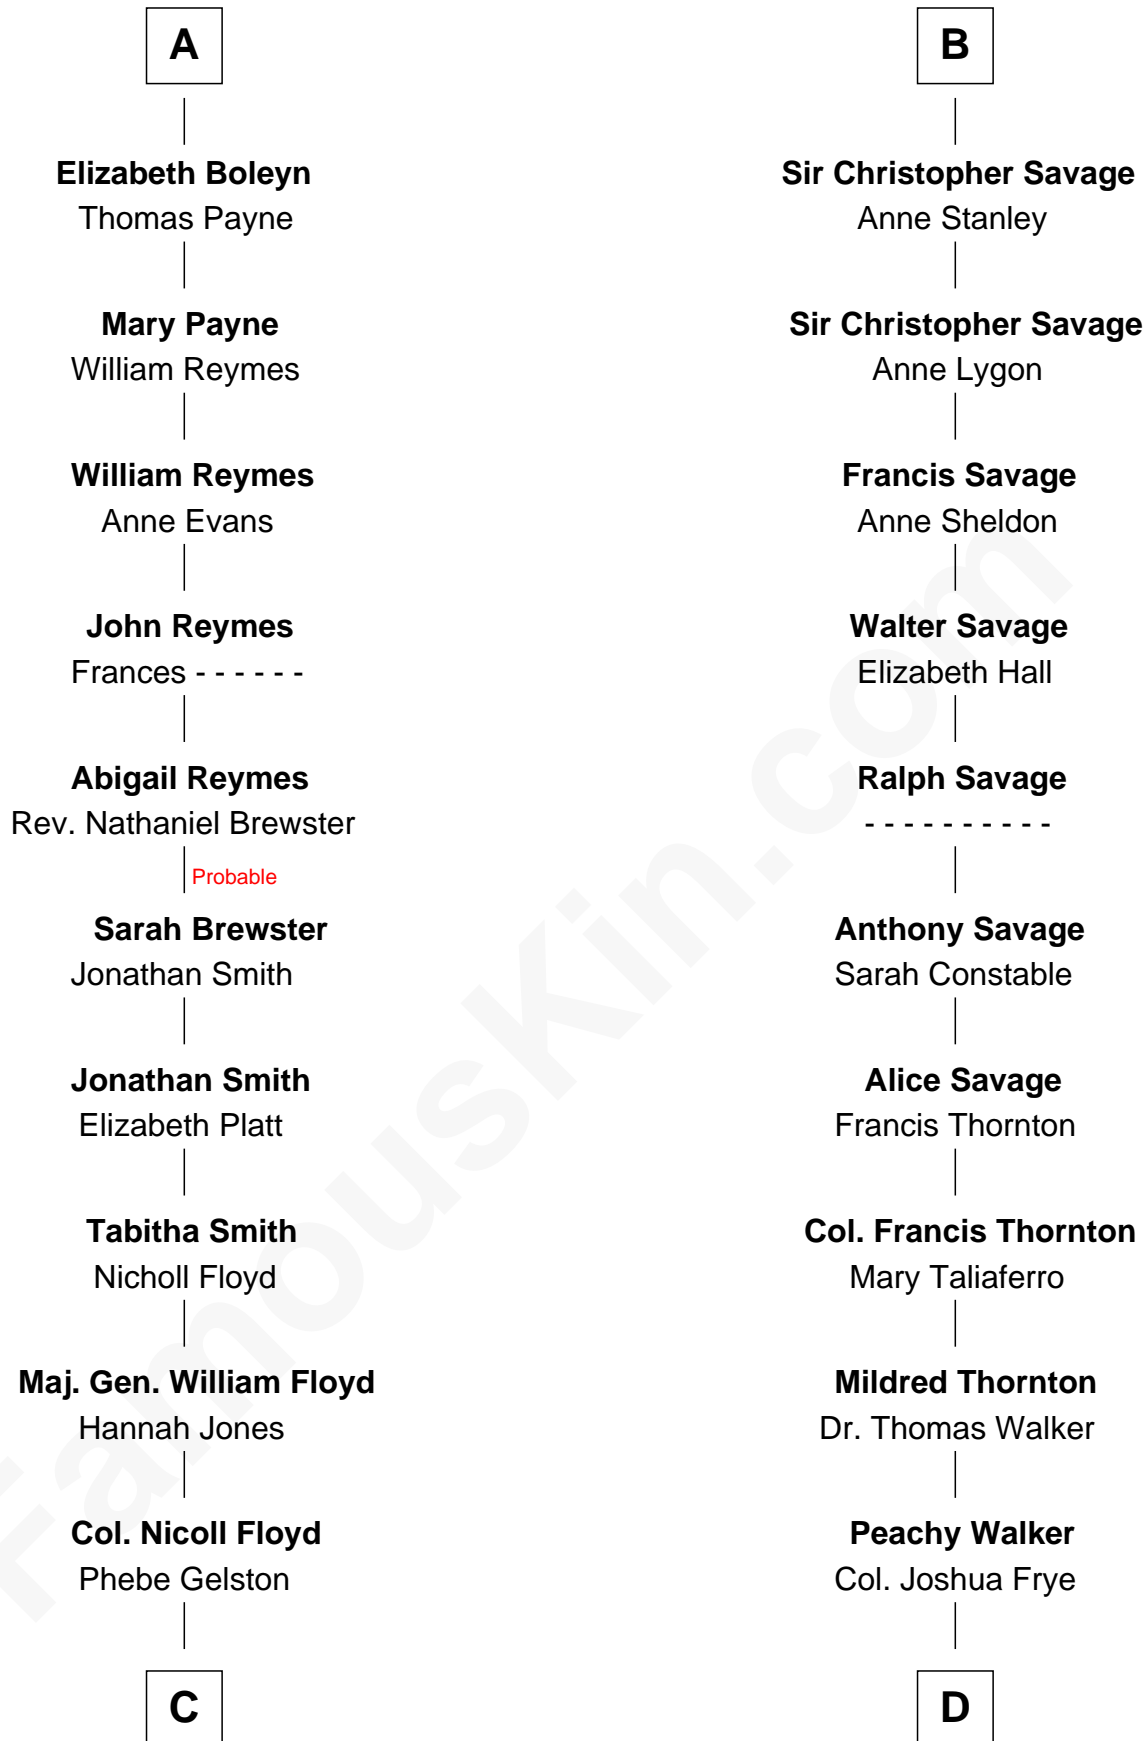 A
Elizabeth Boleyn
Thomas Payne
Mary Payne
William Reymes
William Reymes
Anne Evans
John Reymes
Frances - - - - - -
Abigail Reymes
Rev. Nathaniel Brewster
Probable
Sarah Brewster
Jonathan Smith
Jonathan Smith
Elizabeth Platt
Tabitha Smith
Nicholl Floyd
Maj. Gen. William Floyd
Hannah Jones
Col. Nicoll Floyd
Phebe Gelston
C
B
Sir Christopher Savage
Anne Stanley
Sir Christopher Savage
Anne Lygon
Francis Savage
Anne Sheldon
Walter Savage
Elizabeth Hall
Ralph Savage
- - - - - - - - - -
Anthony Savage
Sarah Constable
Alice Savage
Francis Thornton
Col. Francis Thornton
Mary Taliaferro
Mildred Thornton
Dr. Thomas Walker
Peachy Walker
Col. Joshua Frye
D
FamousKin.com